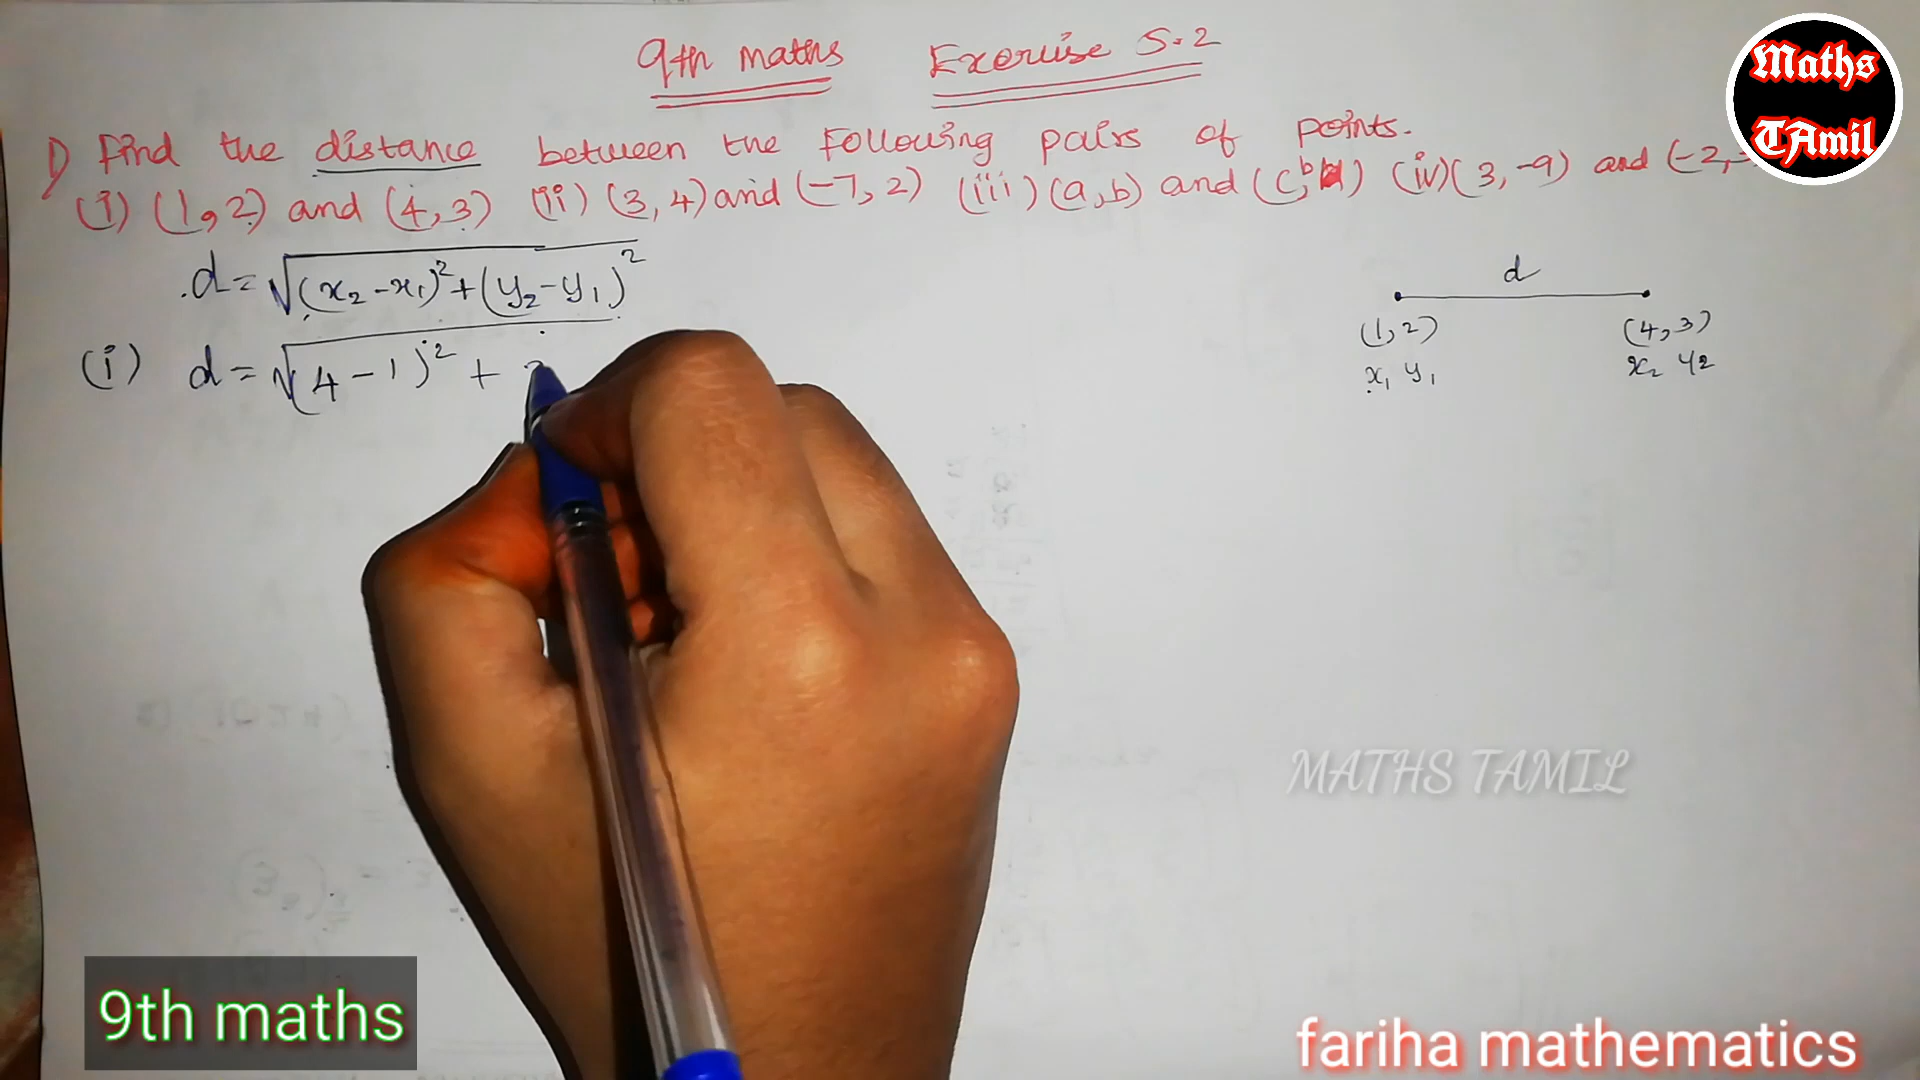 9th maths Exercise 5.2
1) Find the distance between the following pairs of points.
(i) (1, 2) and (4, 3) (ii) (3, 4) and (-7, 2) (iii) (a, b) and (c, b) (iv) (3, -9) and (-2,
d = √(x₂ - x₁)² + (y₂ - y₁)²
(i) d = √(4 - 1)² +
d
(1, 2) (4, 3)
x₁ y₁ x₂ y₂
Maths
TAmil
MATHS TAMIL
9th maths
fariha mathematics